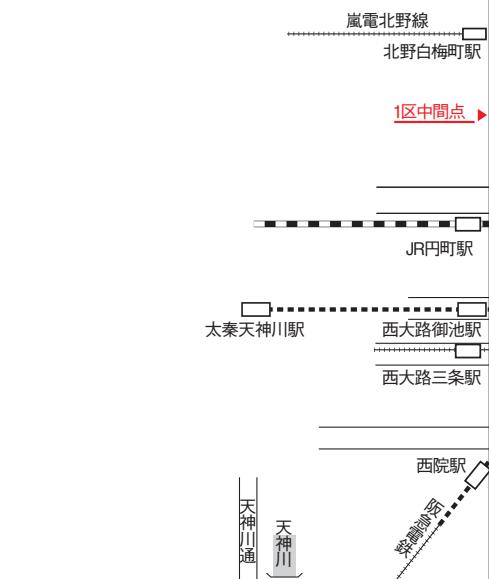 嵐電北野線
北野白梅町駅
1区中間点
JR円町駅
太秦天神川駅
西大路御池駅
西大路三条駅
西院駅
阪急電鉄
天神川通
天神川